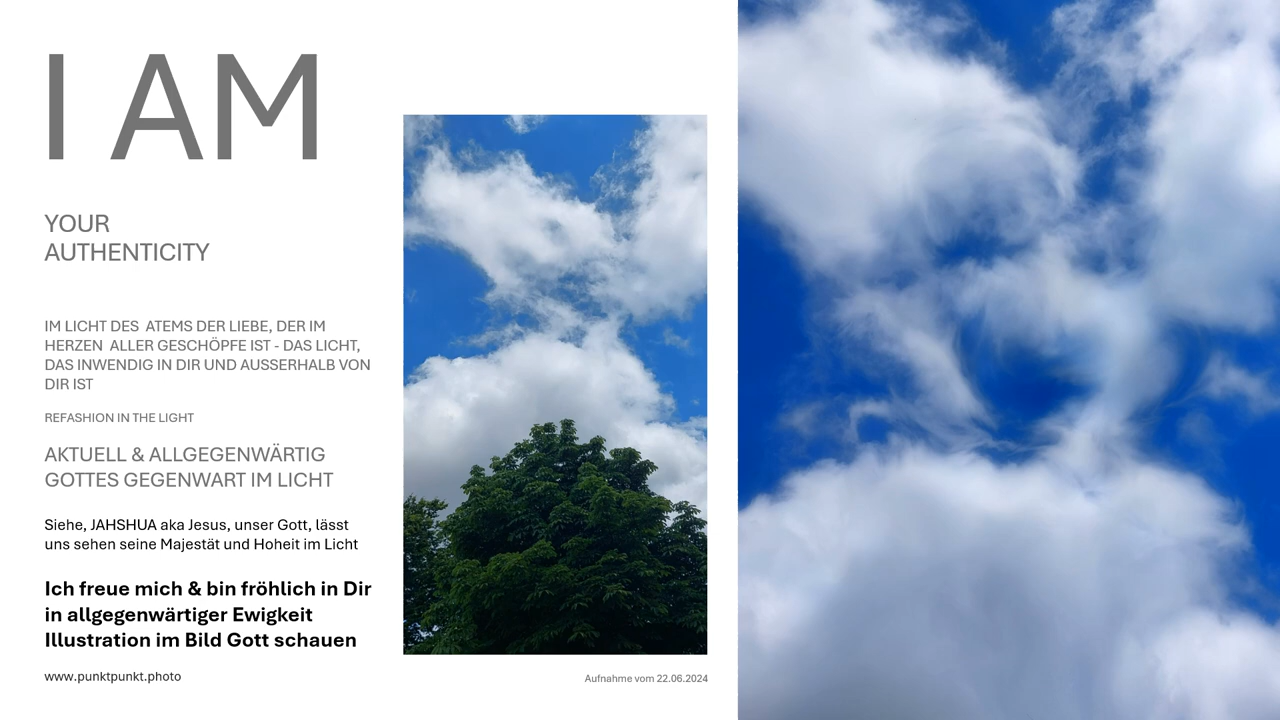 I AM
YOUR
AUTHENTICITY
IM LICHT DES  ATEMS DER LIEBE, DER IM
HERZEN  ALLER GESCHÖPFE IST - DAS LICHT,
DAS INWENDIG IN DIR UND AUSSERHALB VON
DIR IST
REFASHION IN THE LIGHT
AKTUELL & ALLGEGENWÄRTIG
GOTTES GEGENWART IM LICHT
Siehe, JAHSHUA aka Jesus, unser Gott, lässt
uns sehen seine Majestät und Hoheit im Licht
Ich freue mich & bin fröhlich in Dir
in allgegenwärtiger Ewigkeit
Illustration im Bild Gott schauen
www.punktpunkt.photo
Aufnahme vom 22.06.2024